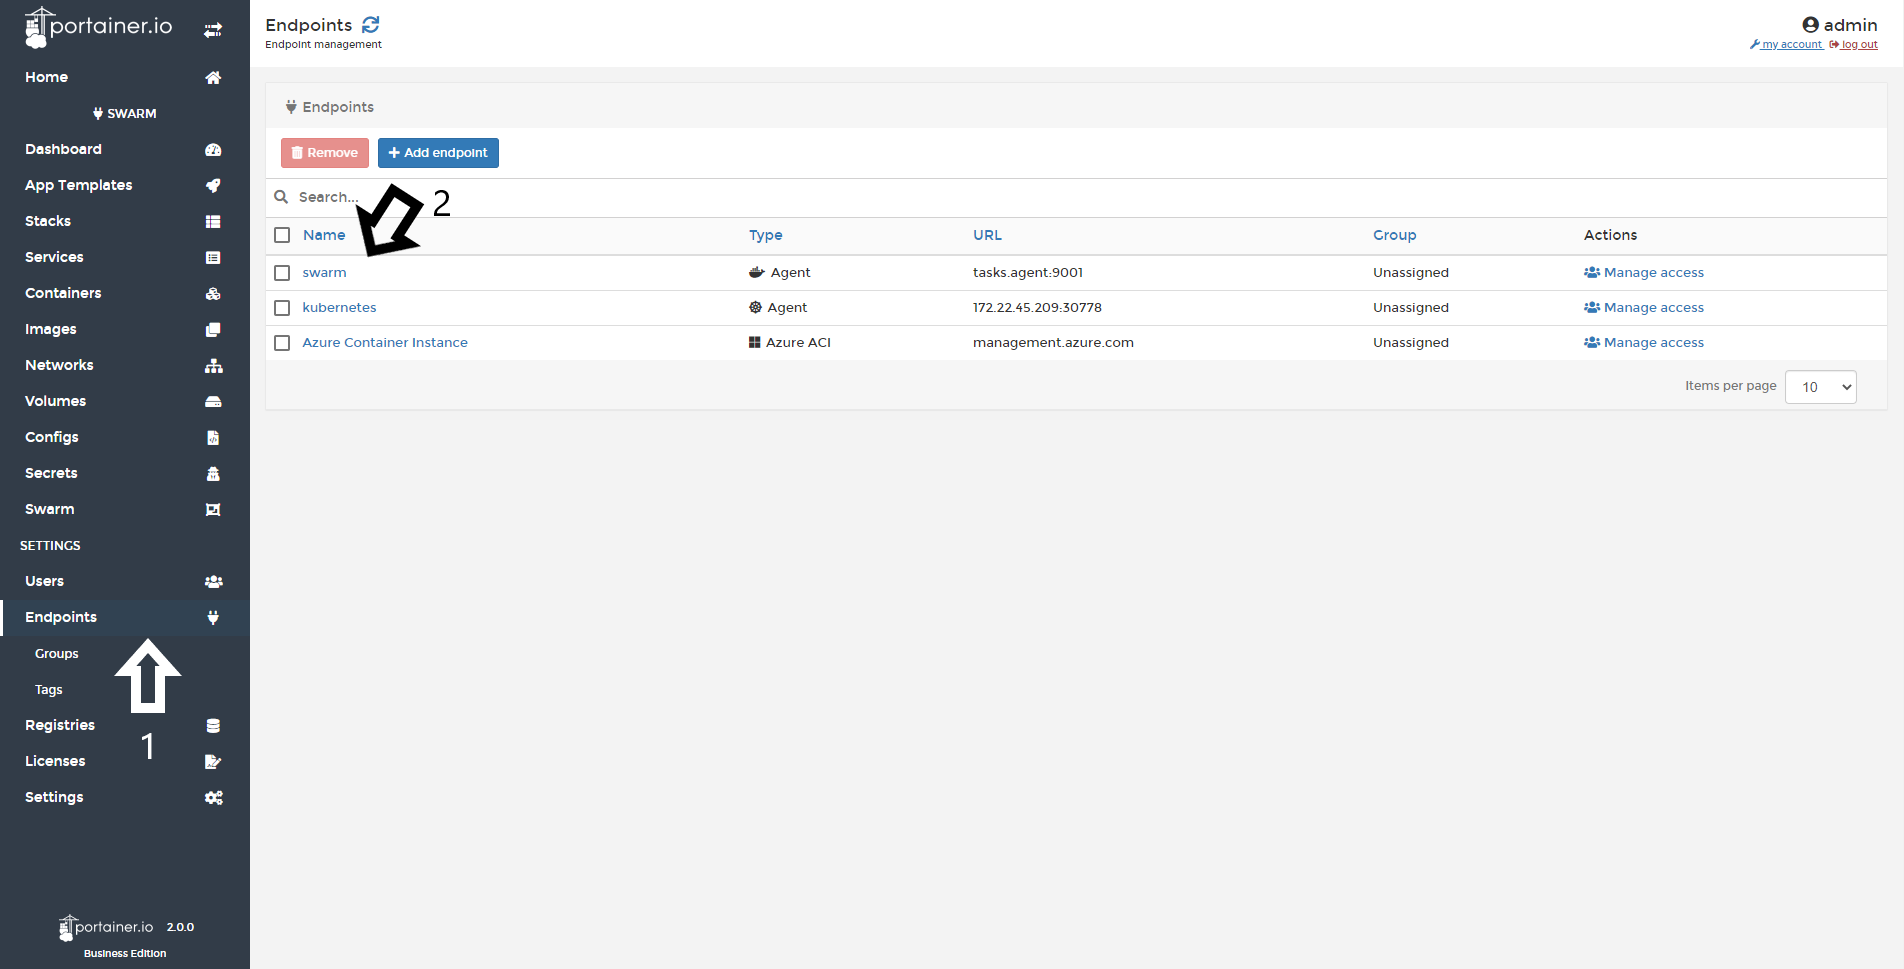 portainer.io
Home
SWARM
Dashboard
App Templates
Stacks
Services
Containers
Images
Networks
Volumes
Configs
Secrets
Swarm
SETTINGS
Users
Endpoints
Groups
Tags
1
Registries
Licenses
Settings
portainer.io 2.0.0
Business Edition
Endpoints
Endpoint management
admin
my account log out
Endpoints
Remove Add endpoint
Search...
2
Name Type URL Group Actions
swarm Agent tasks.agent:9001 Unassigned Manage access
kubernetes Agent 172.22.45.209:30778 Unassigned Manage access
Azure Container Instance Azure ACI management.azure.com Unassigned Manage access
Items per page 10